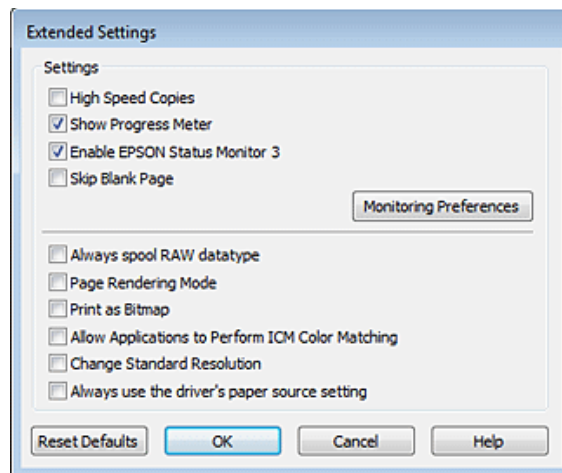 Extended Settings
Settings
High Speed Copies
Show Progress Meter
Enable EPSON Status Monitor 3
Skip Blank Page
Monitoring Preferences
Always spool RAW datatype
Page Rendering Mode
Print as Bitmap
Allow Applications to Perform ICM Color Matching
Change Standard Resolution
Always use the driver's paper source setting
Reset Defaults OK Cancel Help